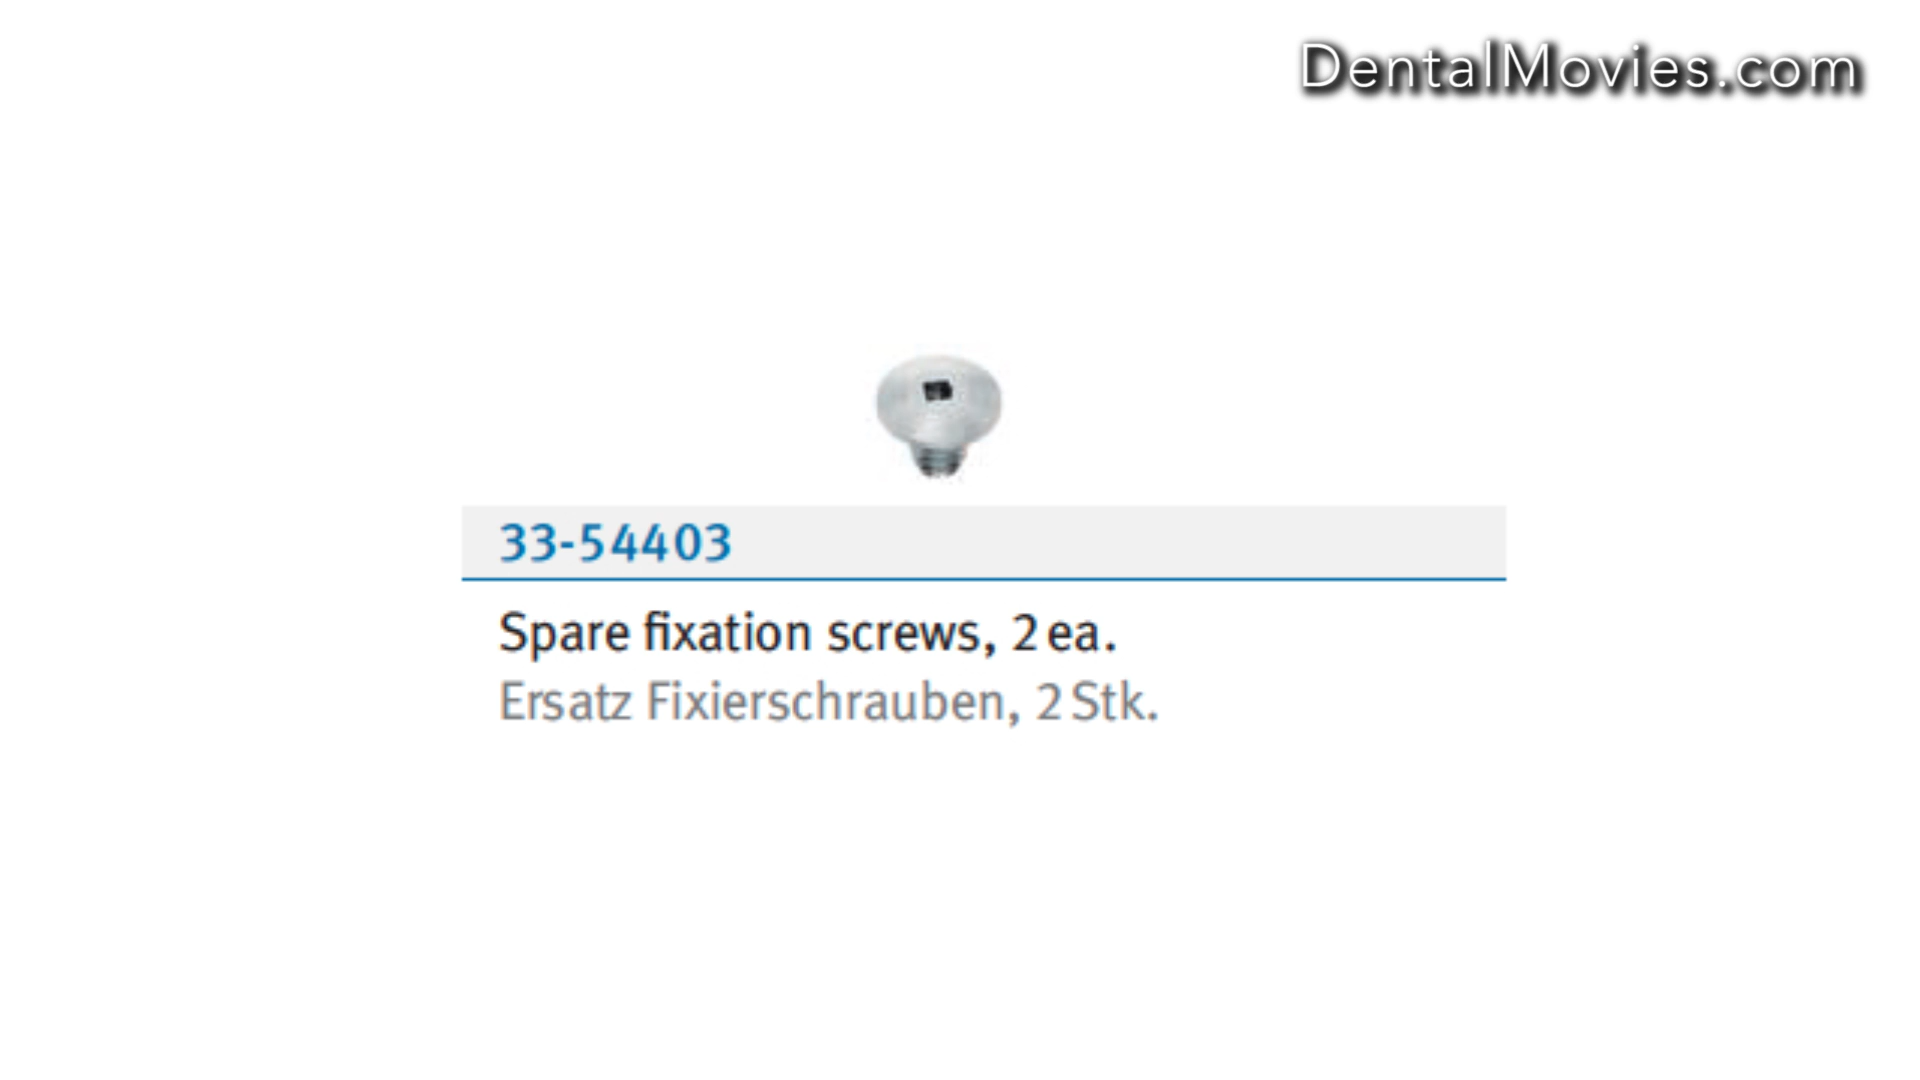 DentalMovies.com
33-54403
Spare fixation screws, 2 ea.
Ersatz Fixierschrauben, 2 Stk.